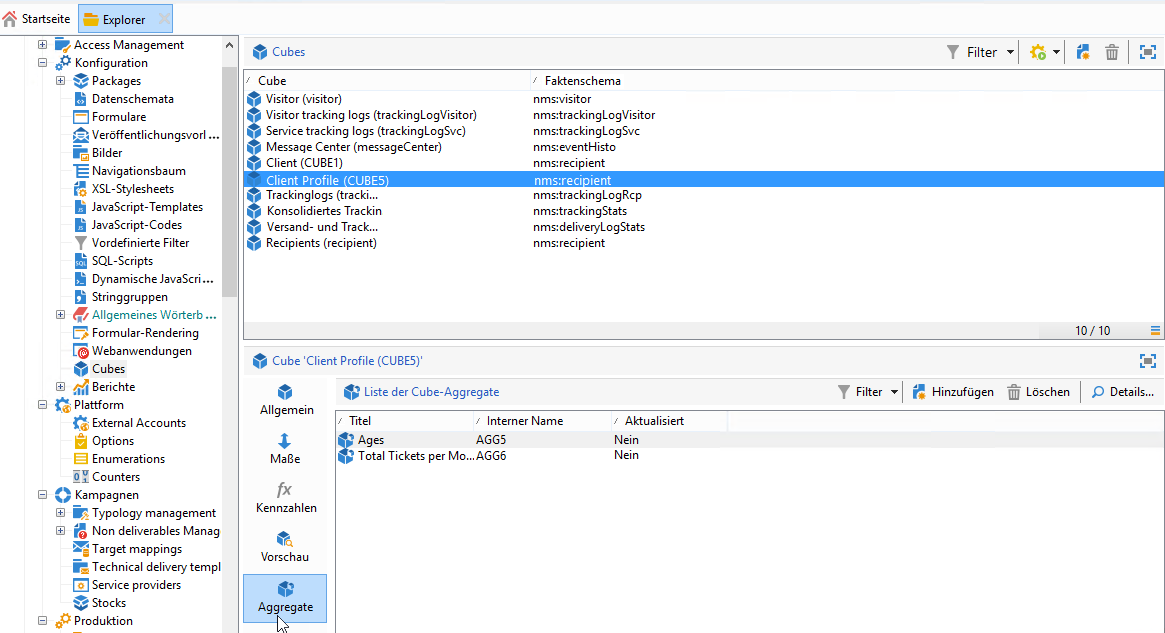 Startseite
Explorer
Access Management
Konfiguration
Packages
Datenschemata
Formulare
Veröffentlichungsvorl ...
Bilder
Navigationsbaum
XSL-Stylesheets
JavaScript-Templates
JavaScript-Codes
Vordefinierte Filter
SQL-Scripts
Dynamische JavaScri...
Stringgruppen
Allgemeines Wörterb ...
Formular-Rendering
Webanwendungen
Cubes
Berichte
Plattform
External Accounts
Options
Enumerations
Counters
Kampagnen
Typology management
Non deliverables Manag
Target mappings
Technical delivery templ
Service providers
Stocks
Produktion
Cubes
Filter
Cube Faktenschema
Visitor (visitor) nms:visitor
Visitor tracking logs (trackingLogVisitor) nms:trackingLogVisitor
Service tracking logs (trackingLogSvc) nms:trackingLogSvc
Message Center (messageCenter) nms:eventHisto
Client (CUBE1) nms:recipient
Client Profile (CUBE5) nms:recipient
Trackinglogs (tracki... nms:trackingLogRcp
Konsolidiertes Trackin nms:trackingStats
Versand- und Track... nms:deliveryLogStats
Recipients (recipient) nms:recipient
10 / 10
Cube 'Client Profile (CUBE5)'
Allgemein
Maße
fx
Kennzahlen
Vorschau
Aggregate
Liste der Cube-Aggregate
Filter
Hinzufügen
Löschen
Details...
Titel Interner Name Aktualisiert
Ages AGG5 Nein
Total Tickets per Mo... AGG6 Nein